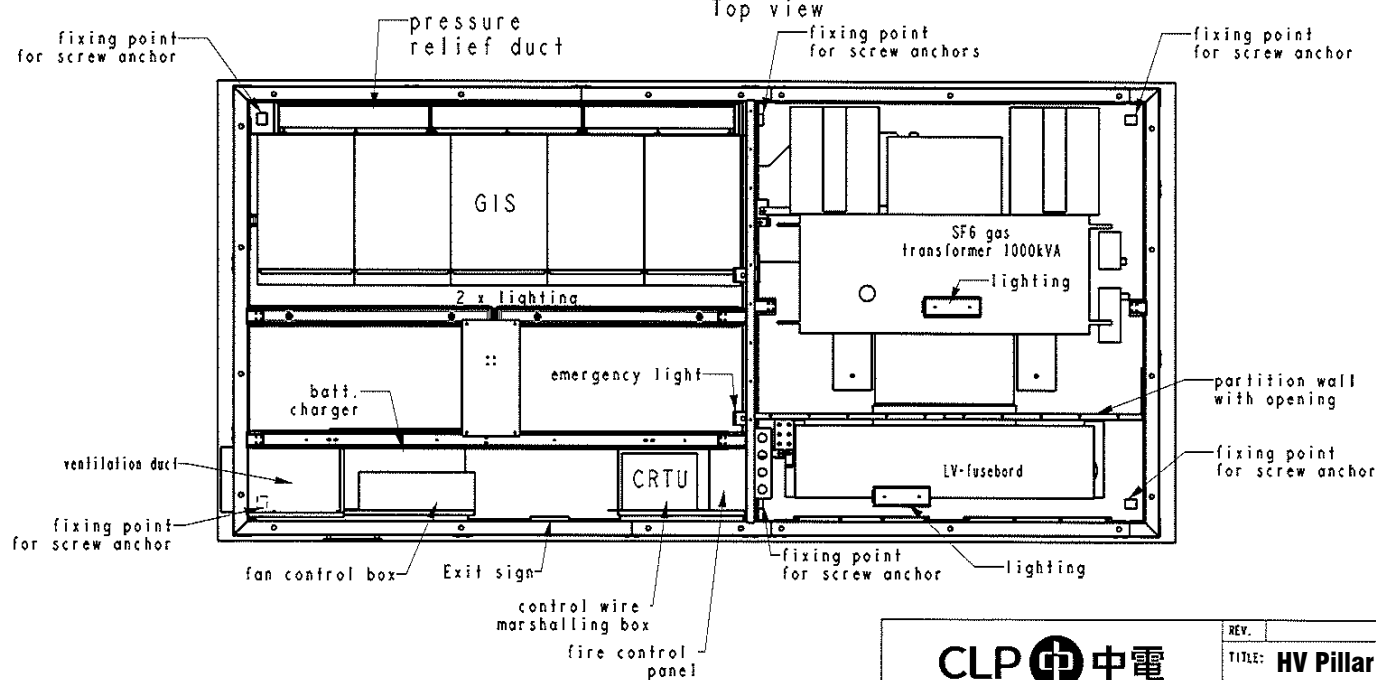 Top view
pressure
relief duct
fixing point
for screw anchor
fixing point
for screw anchors
fixing point
for screw anchor
GIS
SF6 gas
transformer 1000kVA
lighting
2 x lighting
emergency light
batt.
charger
partition wall
with opening
ventilation duct
CRTU
LV-fusebord
fixing point
for screw anchor
fixing point
for screw anchor
fan control box
Exit sign
fixing point
for screw anchor
lighting
control wire
marshalling box
fire control
panel
CLP 中電
REV.
TITLE: HV Pillar